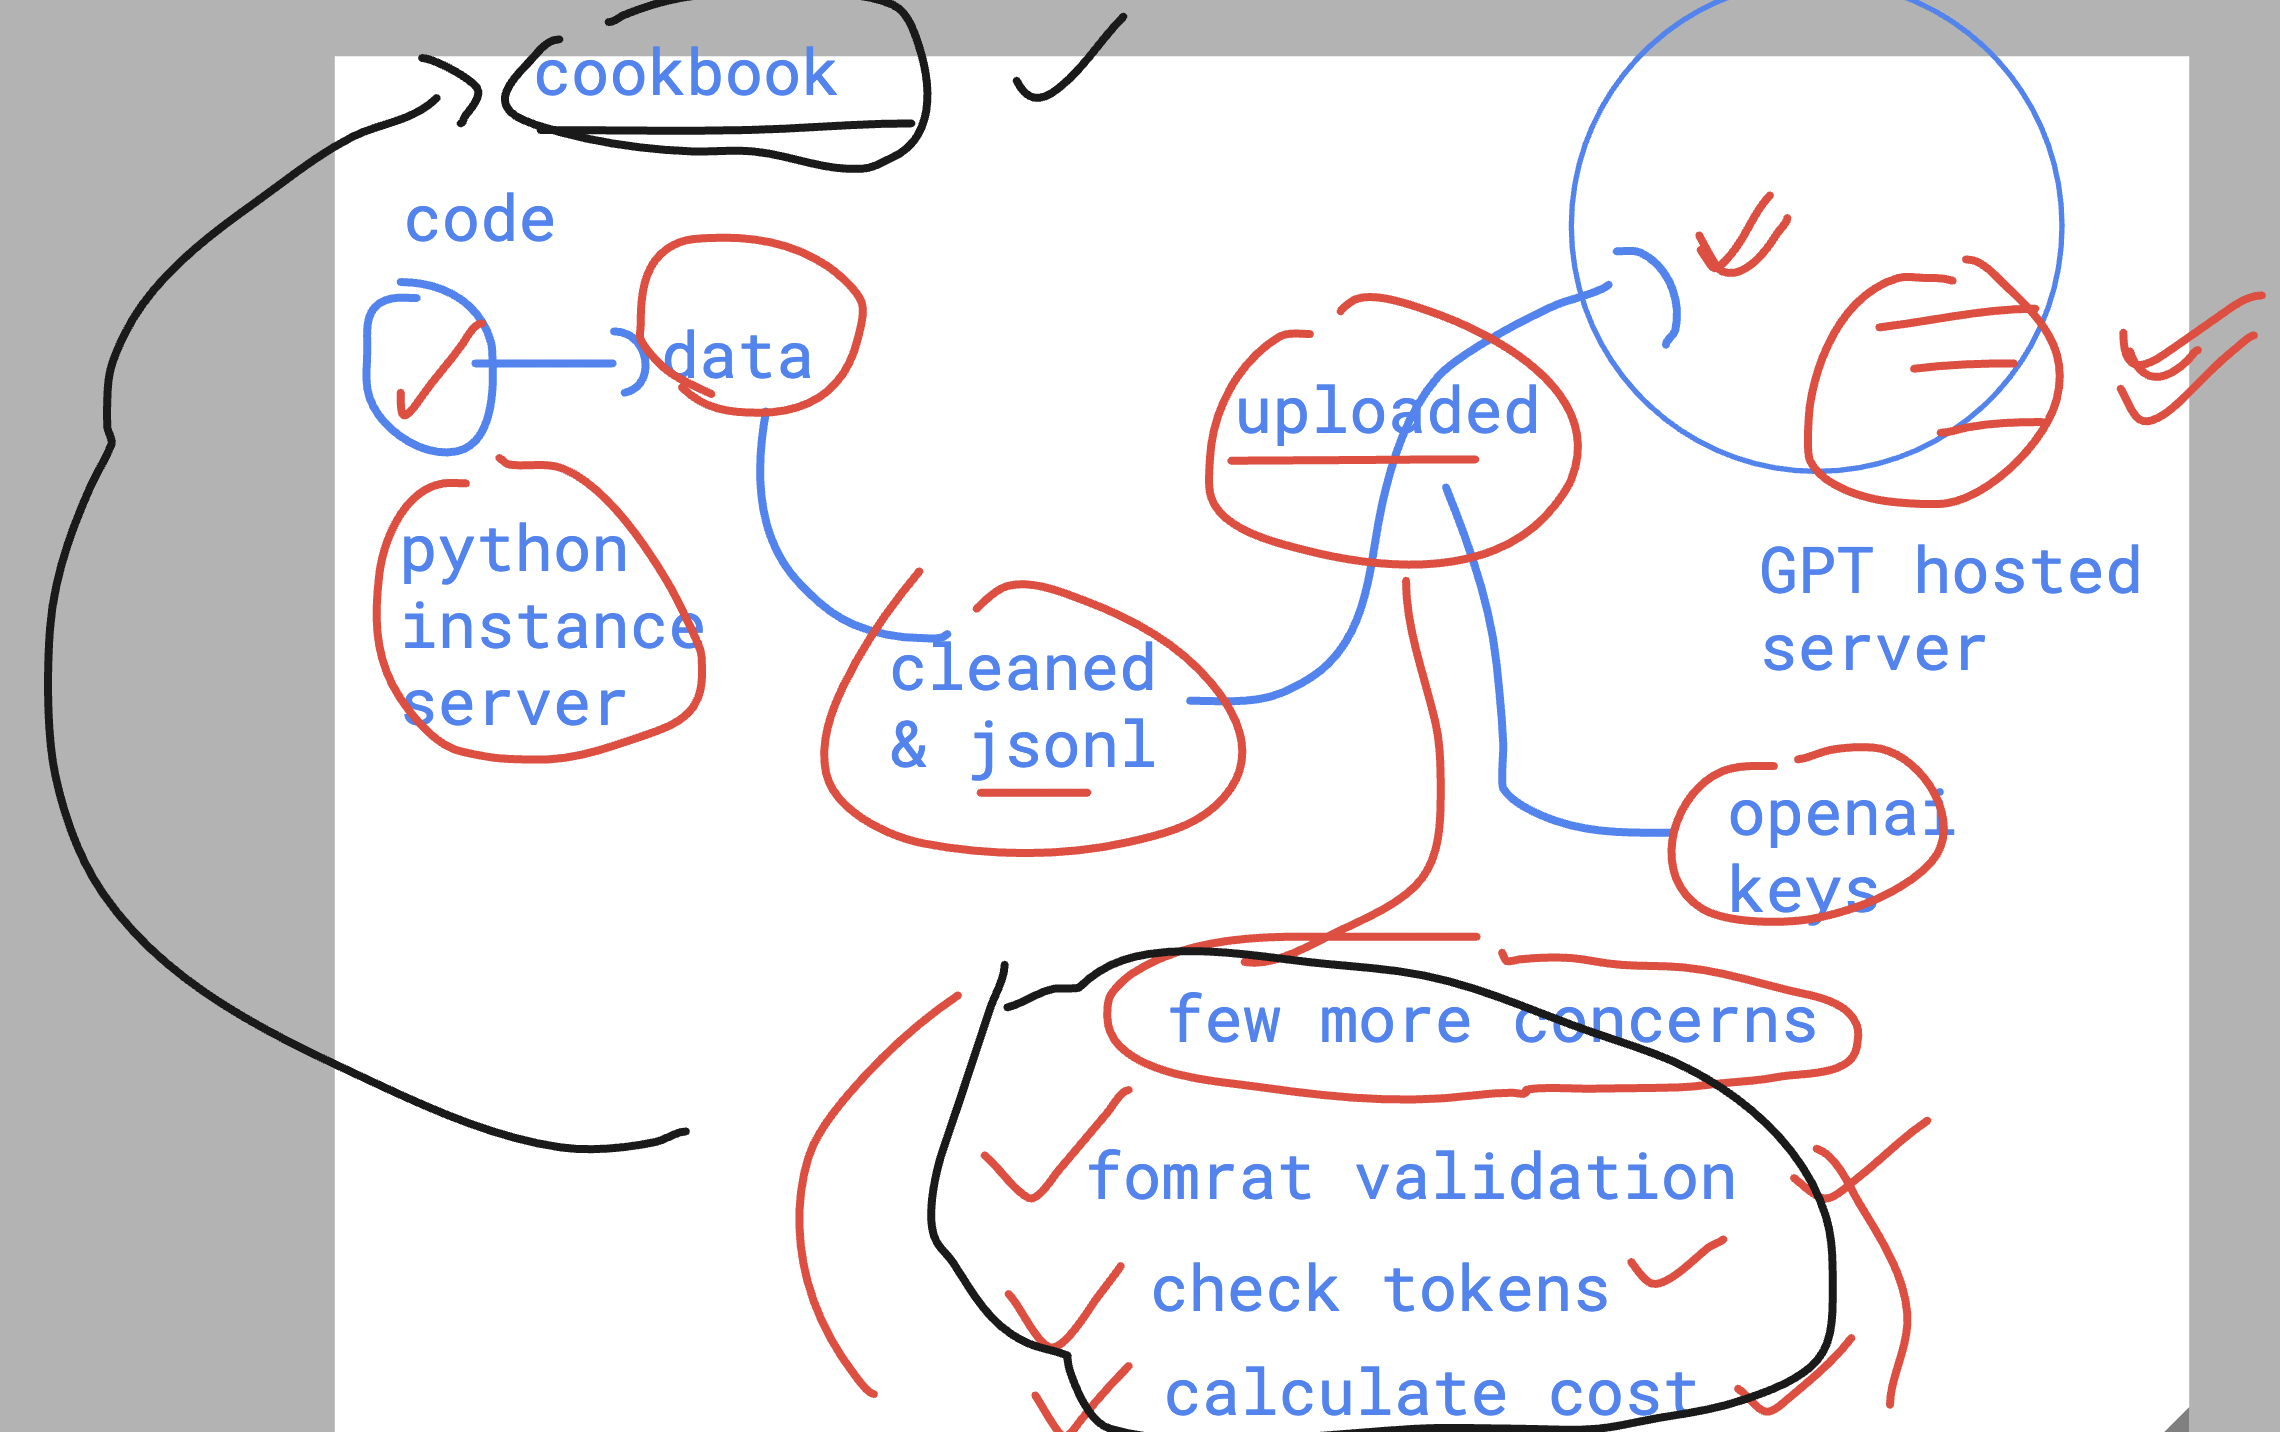 cookbook
code
data
uploaded
python
instance
server
GPT hosted
server
cleaned
& jsonl
openai
keys
few more concerns
fomrat validation
check tokens
calculate cost